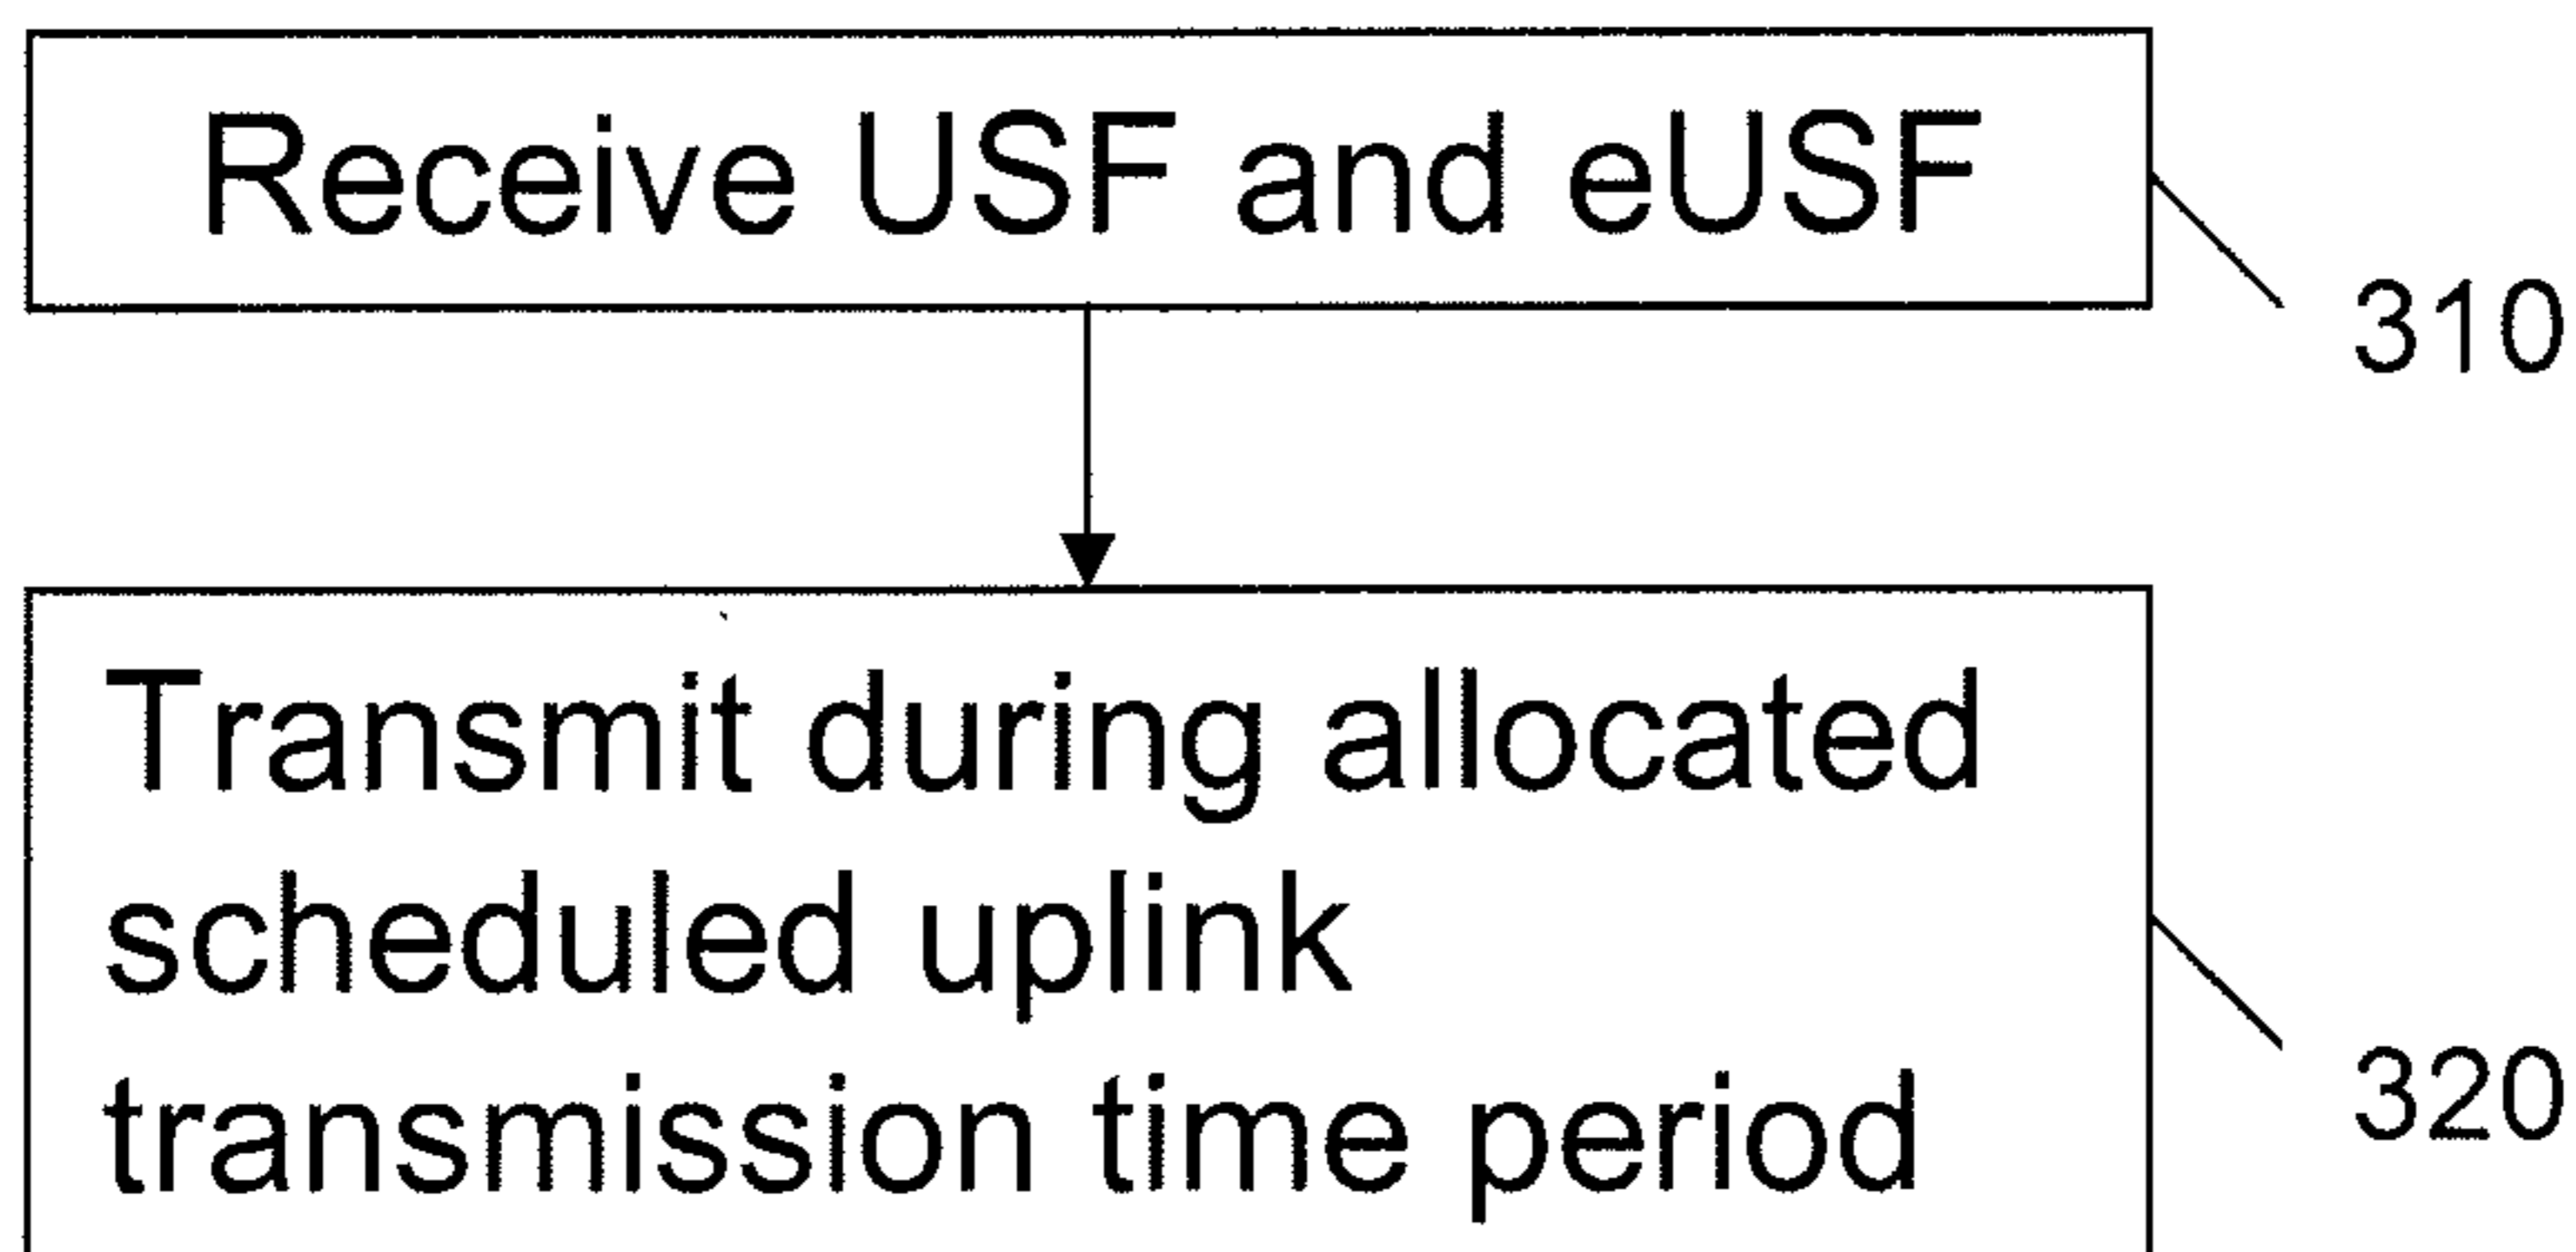 Receive USF and eUSF
310
Transmit during allocated
scheduled uplink
transmission time period
320